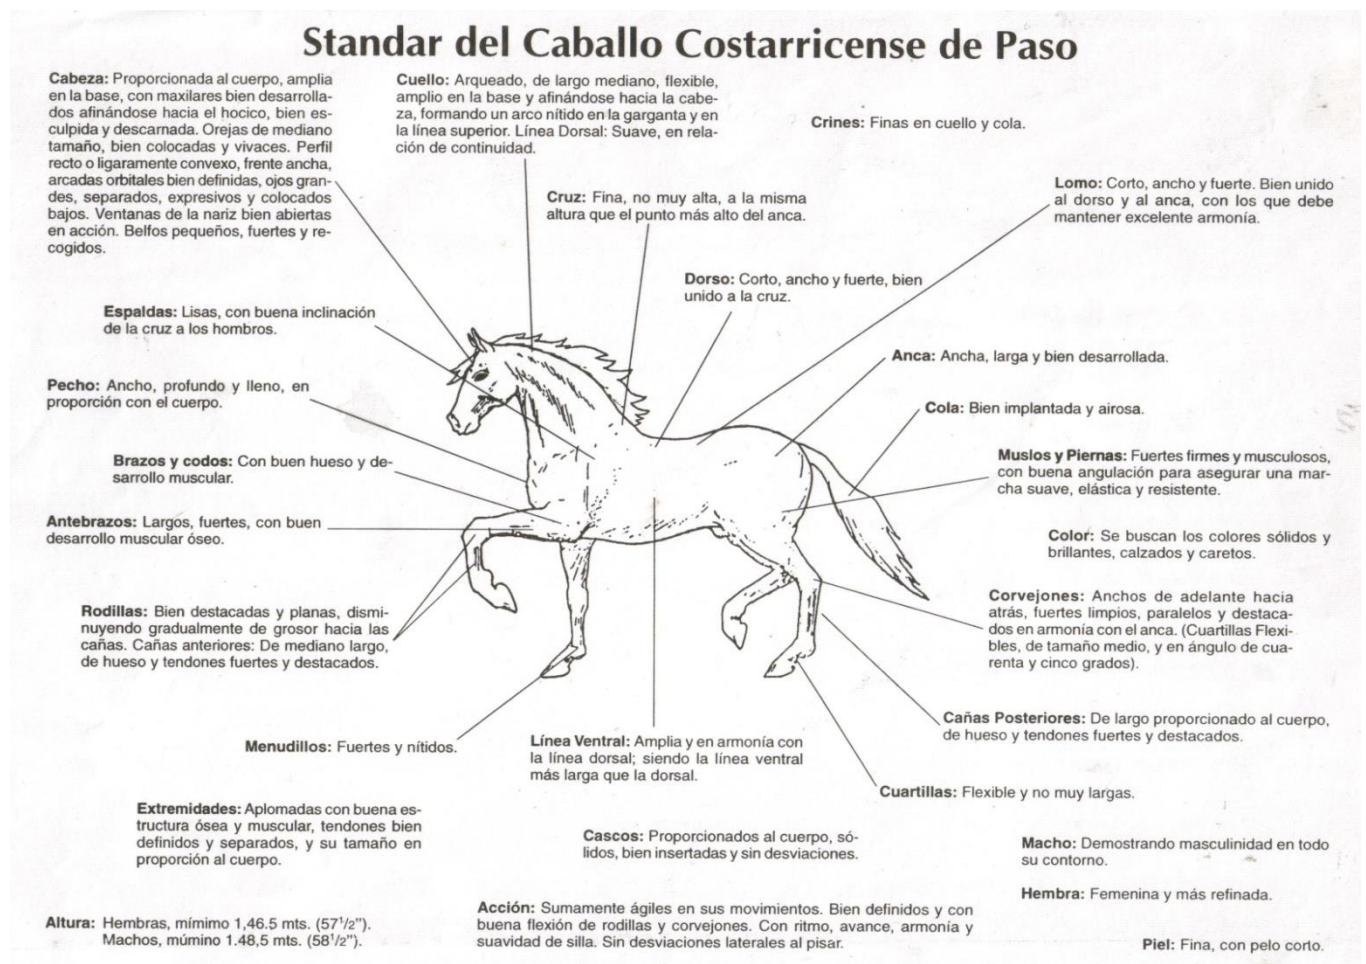 Standar del Caballo Costarricense de Paso
Cabeza: Proporcionada al cuerpo, amplia
en la base, con maxilares bien desarrolla-
dos afinándose hacia el hocico, bien es-
culpida y descarnada. Orejas de mediano
tamaño, bien colocadas y vivaces. Perfil
recto o ligaramente convexo, frente ancha,
arcadas orbitales bien definidas, ojos gran-
des, separados, expresivos y colocados
bajos. Ventanas de la nariz bien abiertas
en acción. Belfos pequeños, fuertes y re-
cogidos.
Cuello: Arqueado, de largo mediano, flexible,
amplio en la base y afinándose hacia la cabe-
za, formando un arco nítido en la garganta y en
la línea superior. Línea Dorsal: Suave, en rela-
ción de continuidad.
Crines: Finas en cuello y cola.
Cruz: Fina, no muy alta, a la misma
altura que el punto más alto del anca.
Lomo: Corto, ancho y fuerte. Bien unido
al dorso y al anca, con los que debe
mantener excelente armonía.
Dorso: Corto, ancho y fuerte, bien
unido a la cruz.
Espaldas: Lisas, con buena inclinación
de la cruz a los hombros.
Anca: Ancha, larga y bien desarrollada.
Pecho: Ancho, profundo y lleno, en
proporción con el cuerpo.
Cola: Bien implantada y airosa.
Brazos y codos: Con buen hueso y de-
sarrollo muscular.
Muslos y Piernas: Fuertes firmes y musculosos,
con buena angulación para asegurar una mar-
cha suave, elástica y resistente.
Antebrazos: Largos, fuertes, con buen
desarrollo muscular óseo.
Color: Se buscan los colores sólidos y
brillantes, calzados y caretos.
Rodillas: Bien destacadas y planas, dismi-
nuyendo gradualmente de grosor hacia las
cañas. Cañas anteriores: De mediano largo,
de hueso y tendones fuertes y destacados.
Corvejones: Anchos de adelante hacia
atrás, fuertes limpios, paralelos y destaca-
dos en armonía con el anca. (Cuartillas Flexi-
bles, de tamaño medio, y en ángulo de cua-
renta y cinco grados).
Cañas Posteriores: De largo proporcionado al cuerpo,
de hueso y tendones fuertes y destacados.
Menudillos: Fuertes y nítidos.
Línea Ventral: Amplia y en armonía con
la línea dorsal; siendo la línea ventral
más larga que la dorsal.
Cuartillas: Flexible y no muy largas.
Extremidades: Aplomadas con buena es-
tructura ósea y muscular, tendones bien
definidos y separados, y su tamaño en
proporción al cuerpo.
Cascos: Proporcionados al cuerpo, só-
lidos, bien insertadas y sin desviaciones.
Macho: Demostrando masculinidad en todo
su contorno.
Hembra: Femenina y más refinada.
Altura: Hembras, mímimo 1,46.5 mts. (57¹/2").
Machos, múmino 1.48,5 mts. (58¹/2").
Acción: Sumamente ágiles en sus movimientos. Bien definidos y con
buena flexión de rodillas y corvejones. Con ritmo, avance, armonía y
suavidad de silla. Sin desviaciones laterales al pisar.
Piel: Fina, con pelo corto.